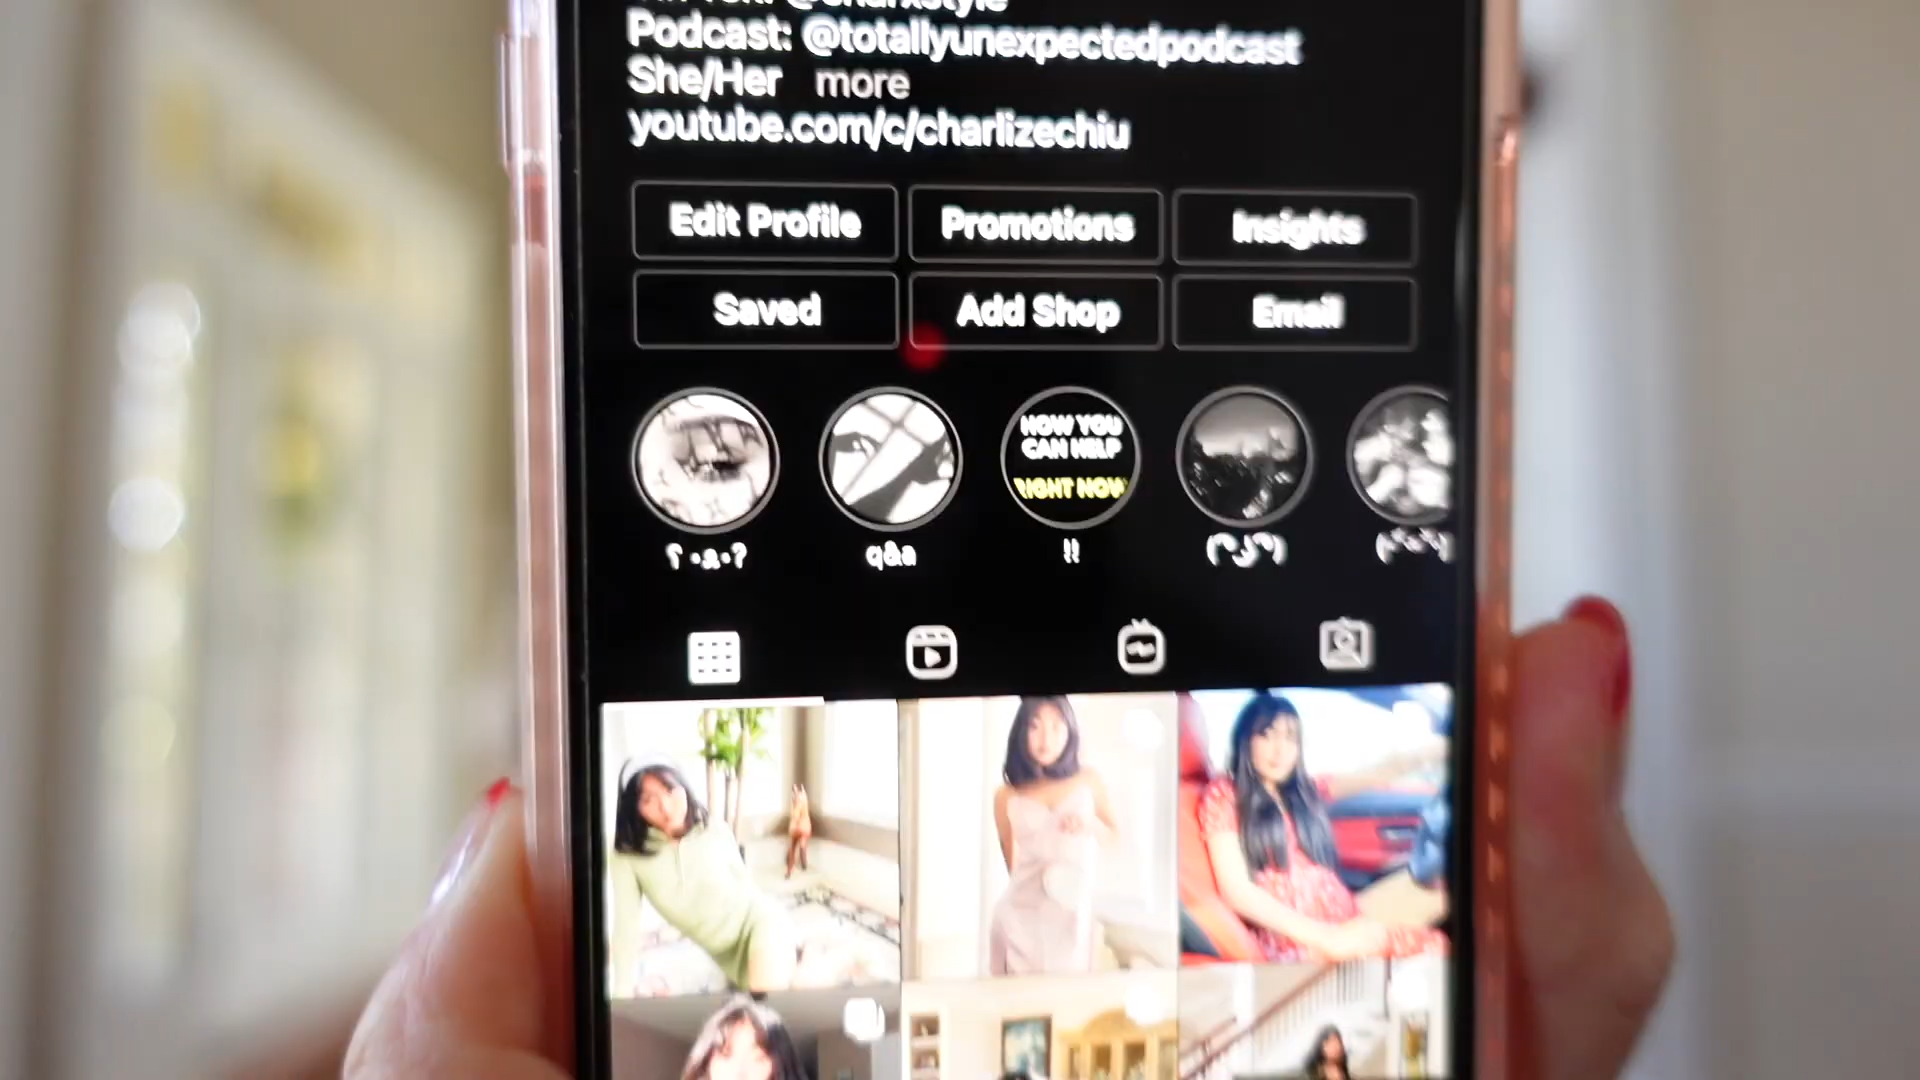 Podcast: @totallyunexpectedpodcast
She/Her more
youtube.com/c/charlizechiu
Edit Profile
Promotions
Insights
Saved
Add Shop
Email
HOW YOU
CAN HELP
RIGHT NOW
q&a
!!